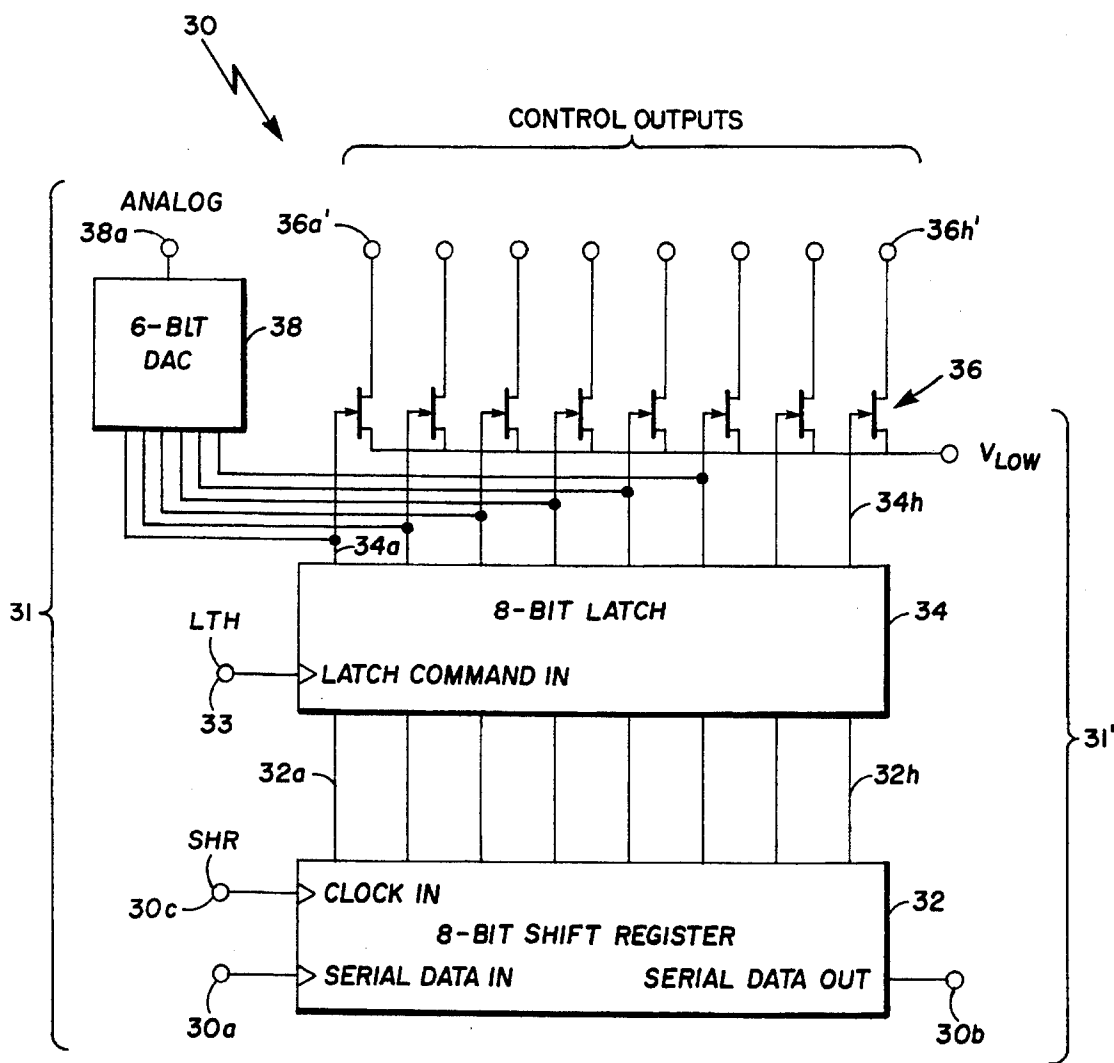 30
CONTROL OUTPUTS
ANALOG
38a
36a'
36h'
6-BLT
DAC
38
36
V LOW
34h
34a
31
8-BIT LATCH
34
LTH
LATCH COMMAND IN
33
31'
32a
32h
SHR
CLOCK IN
32
30c
8-BIT SHIFT REGISTER
SERIAL DATA IN
SERIAL DATA OUT
30a
30b